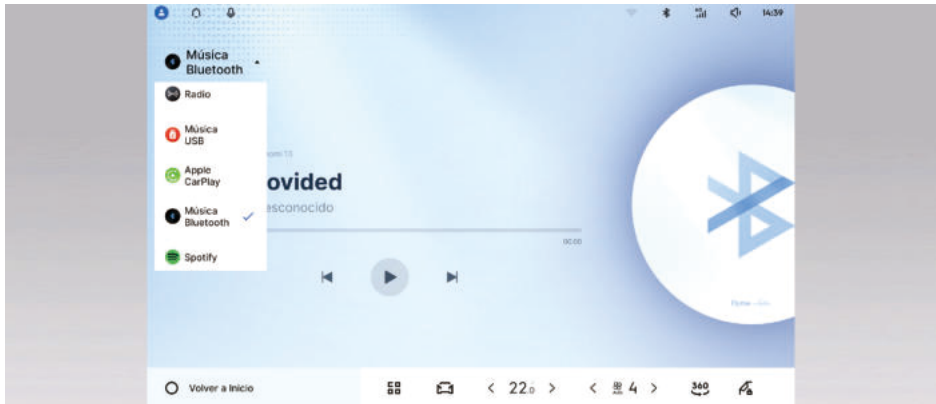 14:39
Música
Bluetooth
Radio
Música
USB
Apple
CarPlay
Música
Bluetooth
Spotify
ovided
esconocido
00:00
Volver a Inicio
22.0
4
360